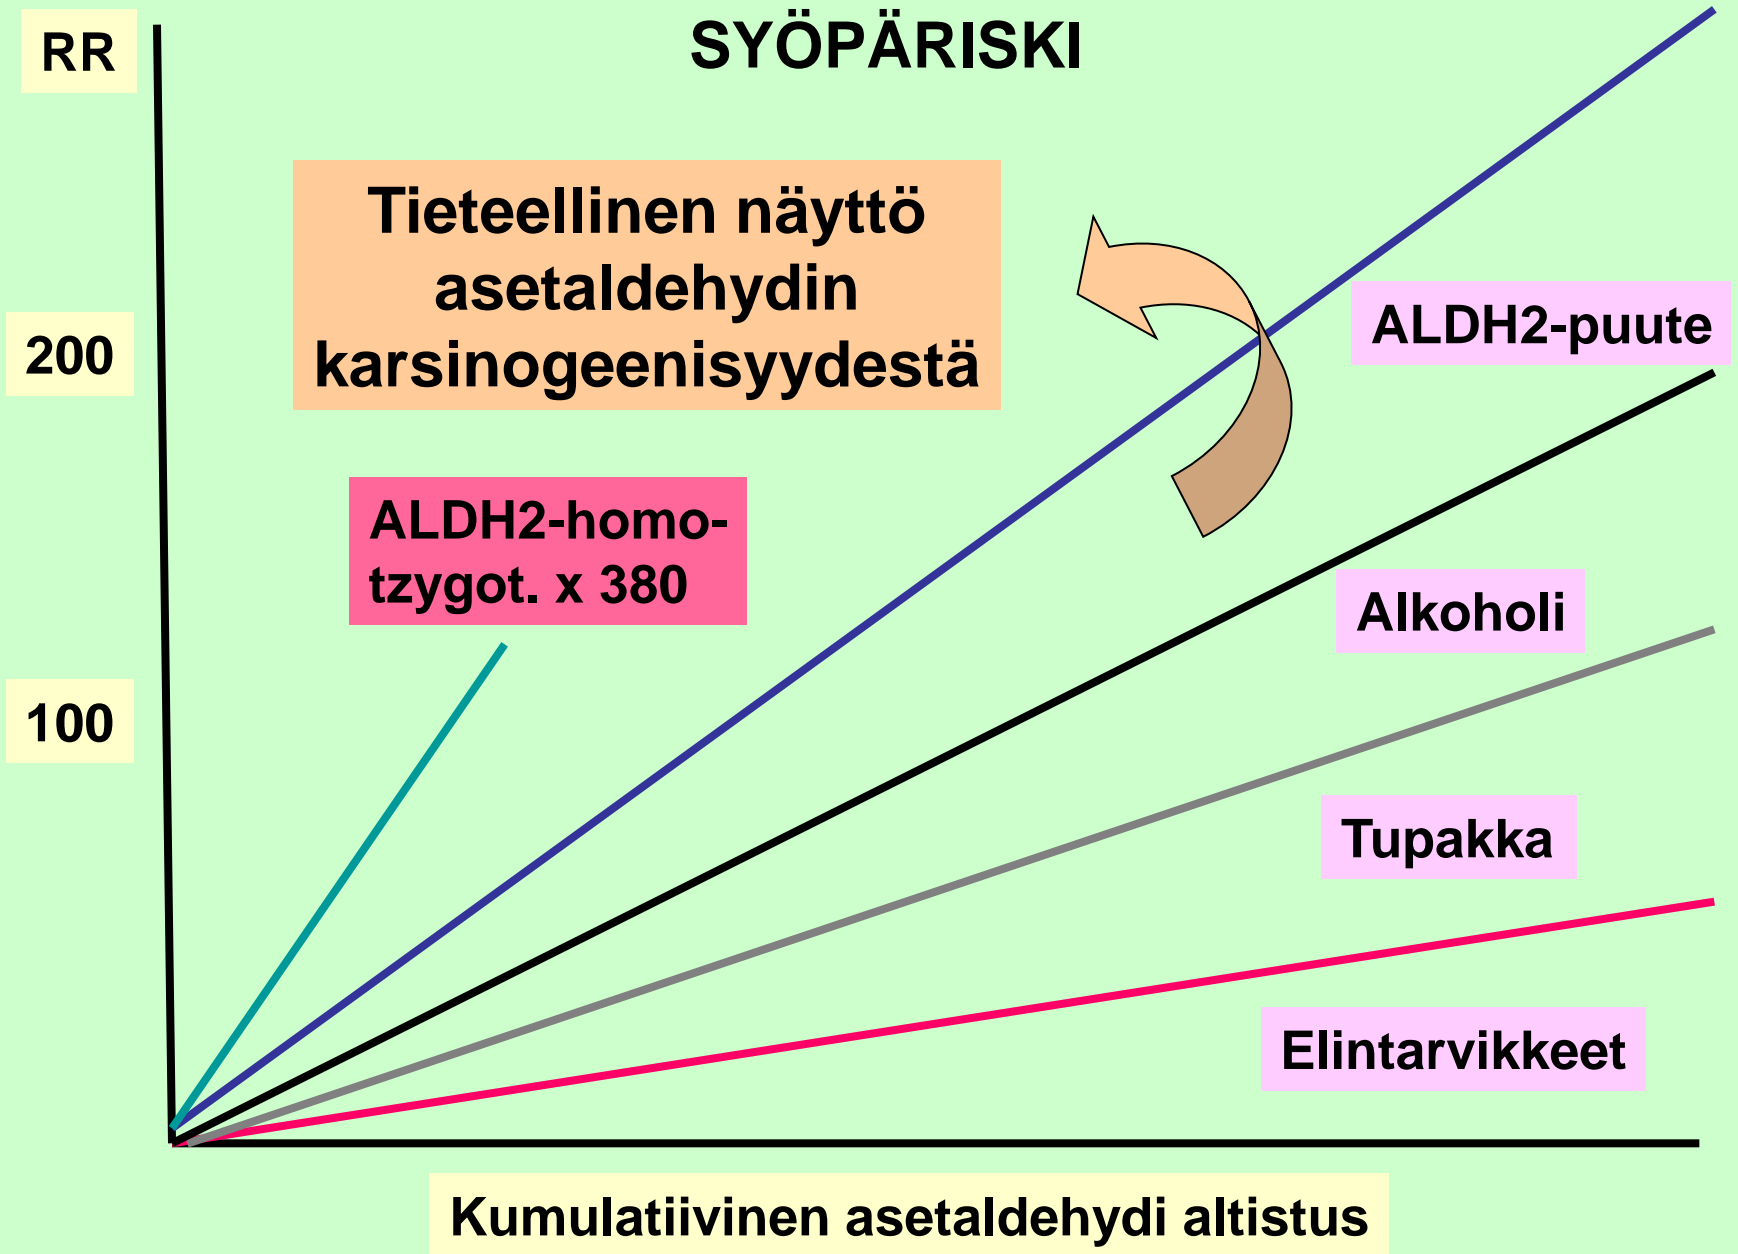 SYÖPÄRISKI
RR
Tieteellinen näyttö
asetaldehydin
karsinogeenisyydestä
200
ALDH2-puute
ALDH2-homo-
tzygot. x 380
Alkoholi
100
Tupakka
Elintarvikkeet
Kumulatiivinen asetaldehydi altistus